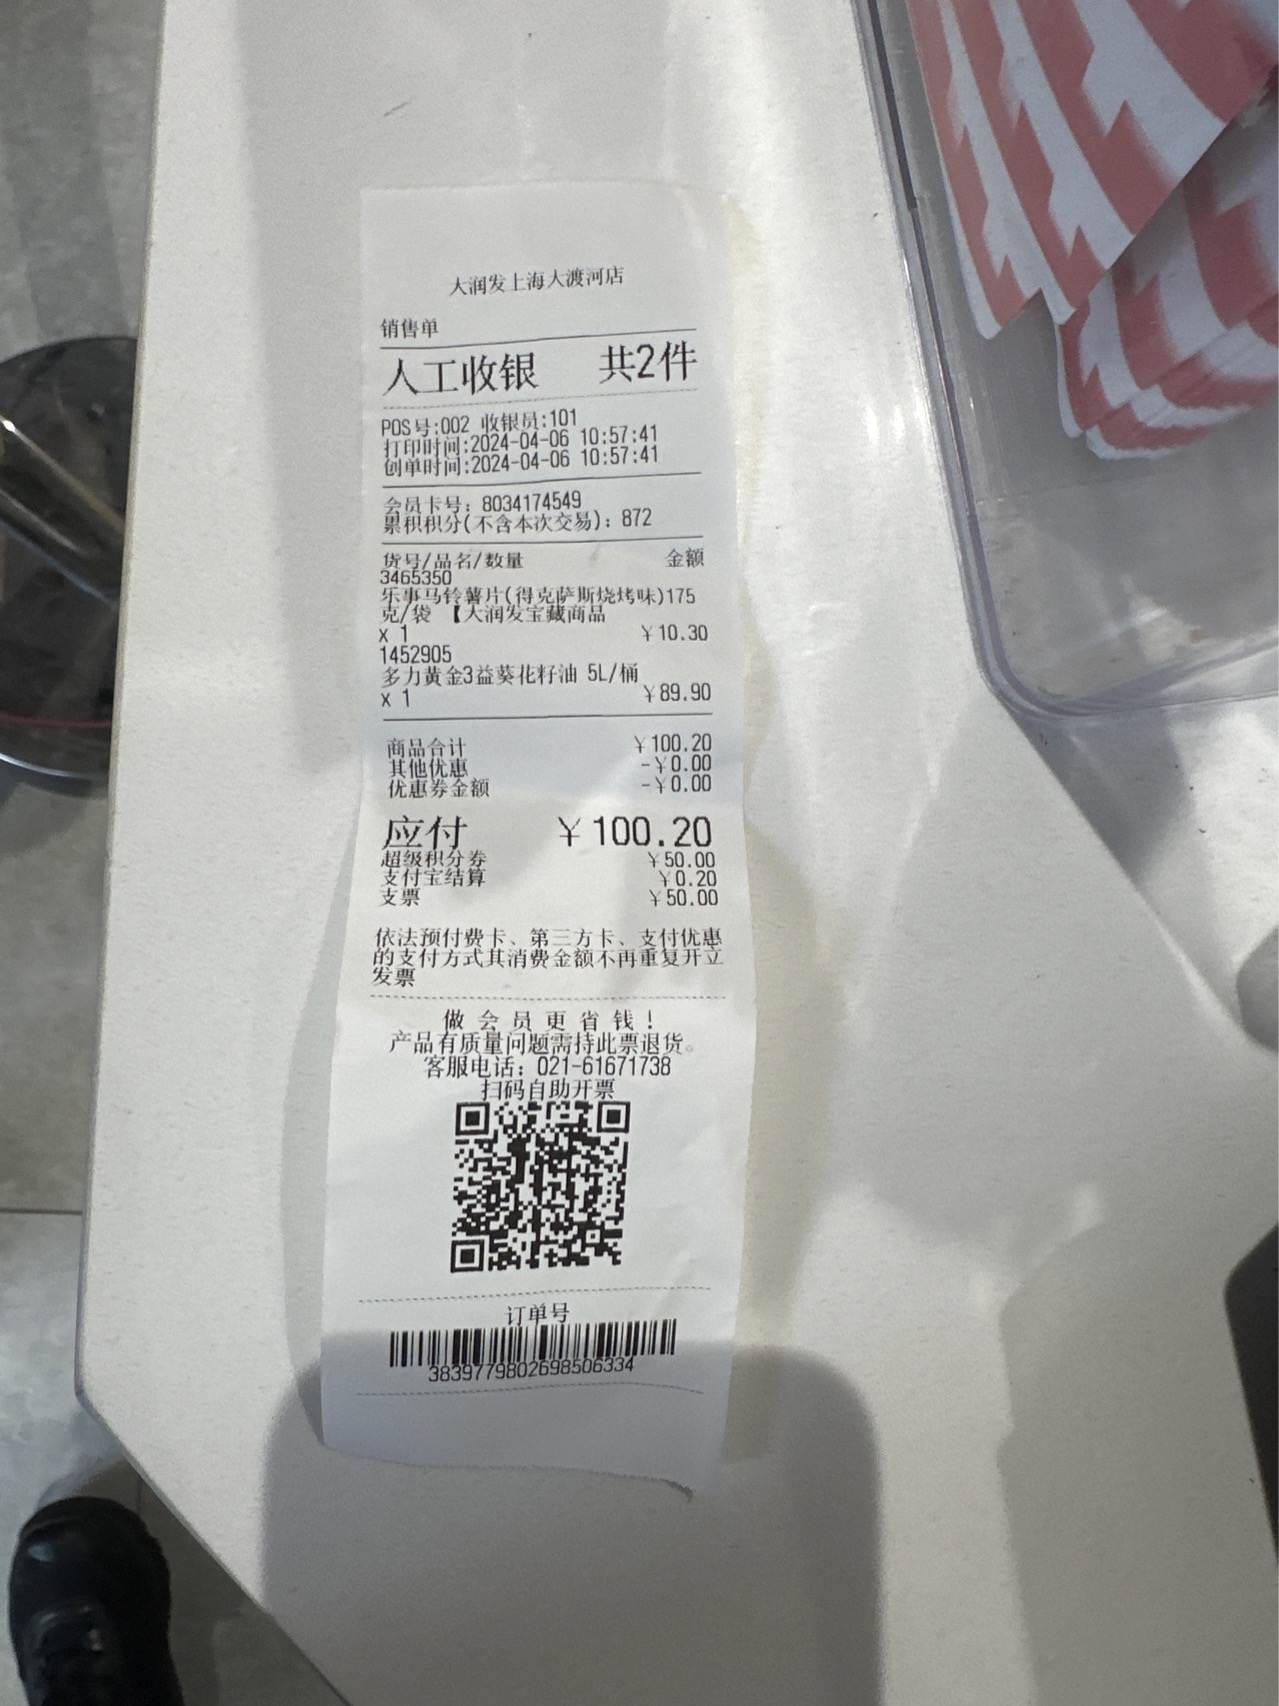 大润发上海大渡河店
销售单
人工收银 共2件
POS号:002 收银员:101
打印时间:2024-04-06 10:57:41
创单时间:2024-04-06 10:57:41
会员卡号: 8034174549
累积积分(不含本次交易): 872
货号/品名/数量 金额
3465350
乐事马铃薯片(得克萨斯烧烤味)175
克/袋 【大润发宝藏商品
x 1 ￥10.30
1452905
多力黄金3益葵花籽油 5L/桶
x 1 ￥89.90
商品合计 ￥100.20
其他优惠 -￥0.00
优惠券金额 -￥0.00
应付 ￥100.20
超级积分券 ￥50.00
支付宝结算 ￥0.20
支票 ￥50.00
依法预付费卡、第三方卡、支付优惠
的支付方式其消费金额不再重复开立
发票
做会员更省钱!
产品有质量问题需持此票退货。
客服电话: 021-61671738
扫码自助开票
订单号
3839779802698506334